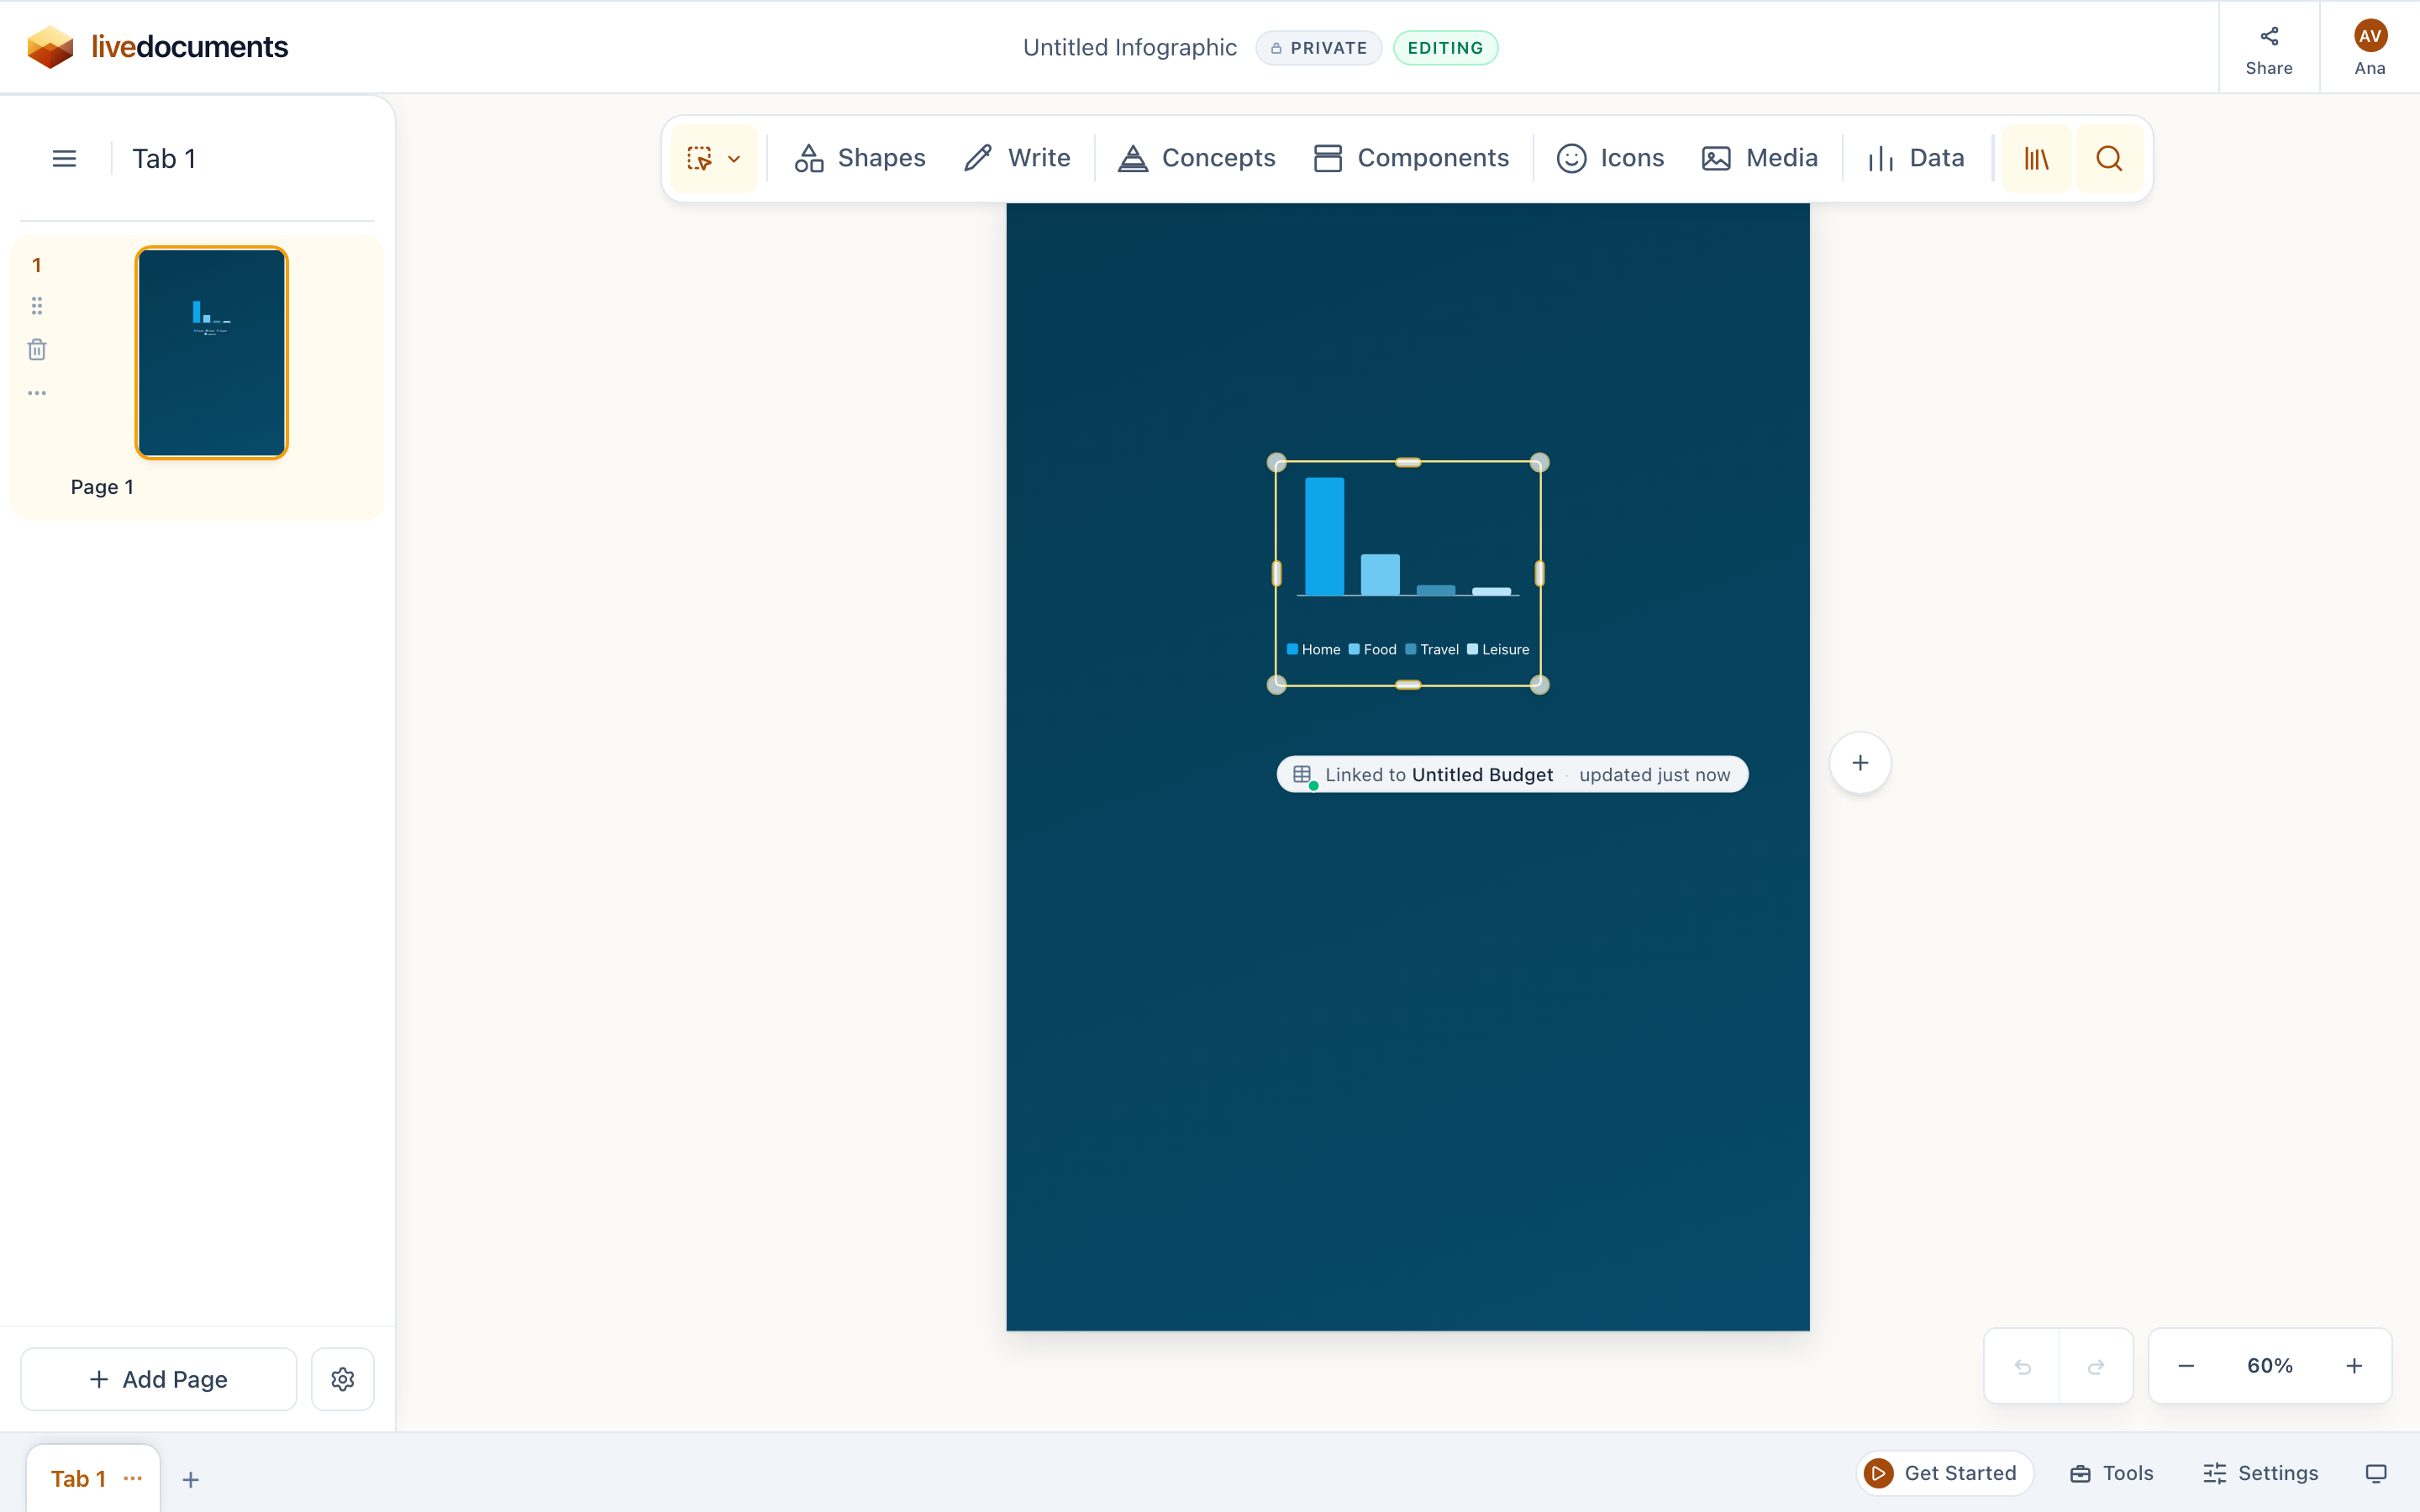 livedocuments
Untitled Infographic
PRIVATE
EDITING
Share
AV
Ana
Tab 1
Shapes
Write
Concepts
Components
Icons
Media
Data
1
Page 1
Home
Food
Travel
Leisure
Linked to Untitled Budget · updated just now
Add Page
60%
Tab 1
Get Started
Tools
Settings